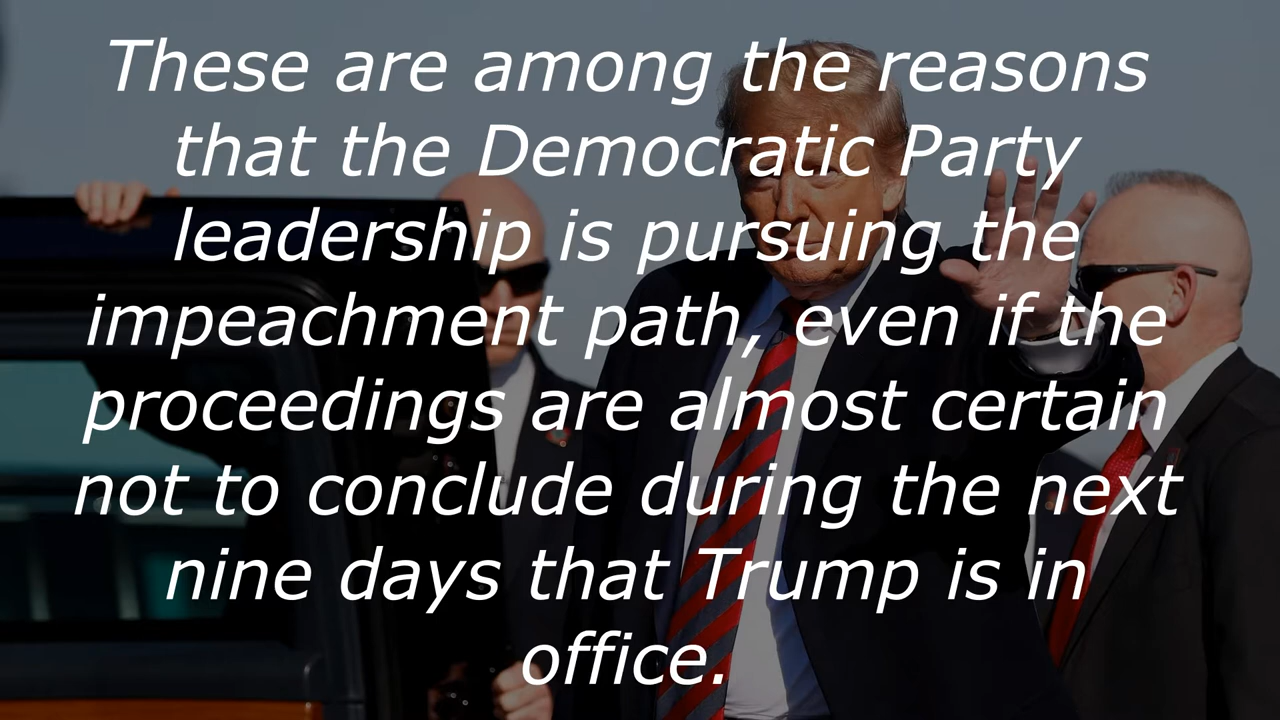 These are among the reasons
that the Democratic Party
leadership is pursuing the
impeachment path, even if the
proceedings are almost certain
not to conclude during the next
nine days that Trump is in
office.